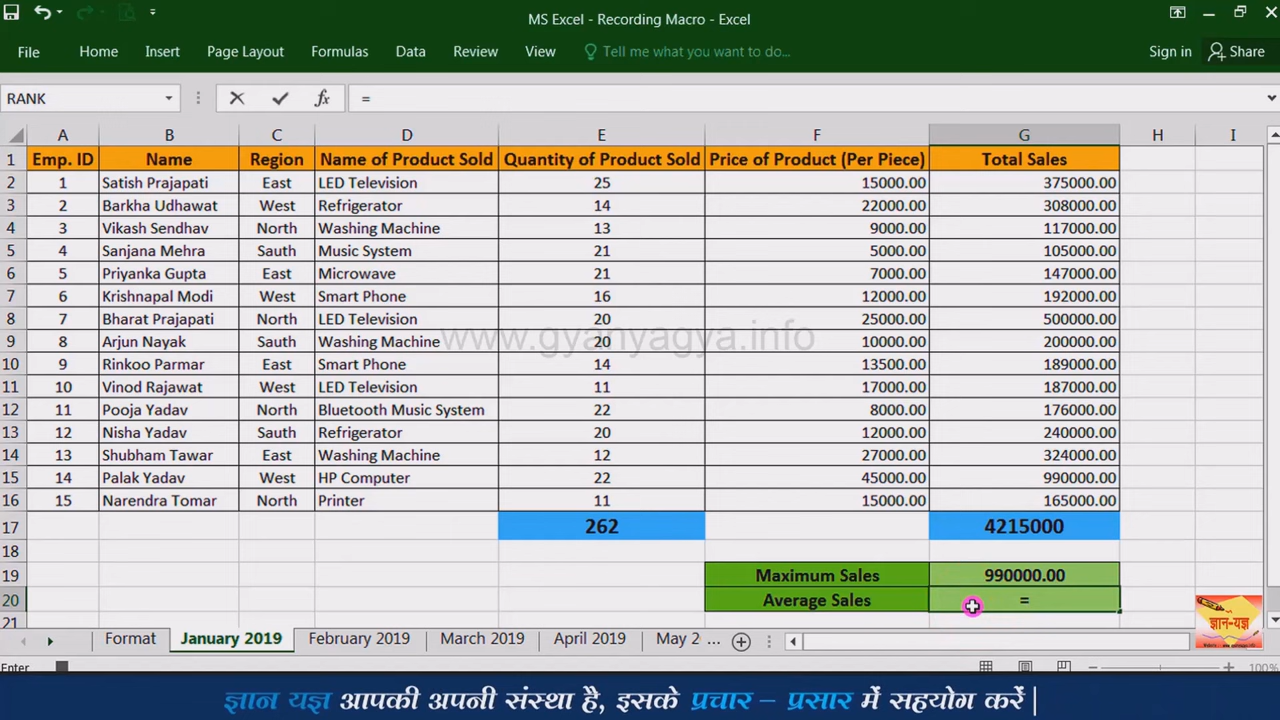 MS Excel - Recording Macro - Excel
File Home Insert Page Layout Formulas Data Review View Tell me what you want to do... Sign in Share
RANK fx =
A B C D E F G H I
1 Emp. ID Name Region Name of Product Sold Quantity of Product Sold Price of Product (Per Piece) Total Sales
2 1 Satish Prajapati East LED Television 25 15000.00 375000.00
3 2 Barkha Udhawat West Refrigerator 14 22000.00 308000.00
4 3 Vikash Sendhav North Washing Machine 13 9000.00 117000.00
5 4 Sanjana Mehra Sauth Music System 21 5000.00 105000.00
6 5 Priyanka Gupta East Microwave 21 7000.00 147000.00
7 6 Krishnapal Modi West Smart Phone 16 12000.00 192000.00
8 7 Bharat Prajapati North LED Television 20 25000.00 500000.00
9 8 Arjun Nayak Sauth Washing Machine 20 10000.00 200000.00
www.gyanyagya.info
10 9 Rinkoo Parmar East Smart Phone 14 13500.00 189000.00
11 10 Vinod Rajawat West LED Television 11 17000.00 187000.00
12 11 Pooja Yadav North Bluetooth Music System 22 8000.00 176000.00
13 12 Nisha Yadav Sauth Refrigerator 20 12000.00 240000.00
14 13 Shubham Tawar East Washing Machine 12 27000.00 324000.00
15 14 Palak Yadav West HP Computer 22 45000.00 990000.00
16 15 Narendra Tomar North Printer 11 15000.00 165000.00
17 262 4215000
18
19 Maximum Sales 990000.00
20 Average Sales =
21
ज्ञान-यज्ञ
Format January 2019 February 2019 March 2019 April 2019 May 2 ...
Enter 100%
ज्ञान यज्ञ आपकी अपनी संस्था है, इसके प्रचार – प्रसार में सहयोग करें |